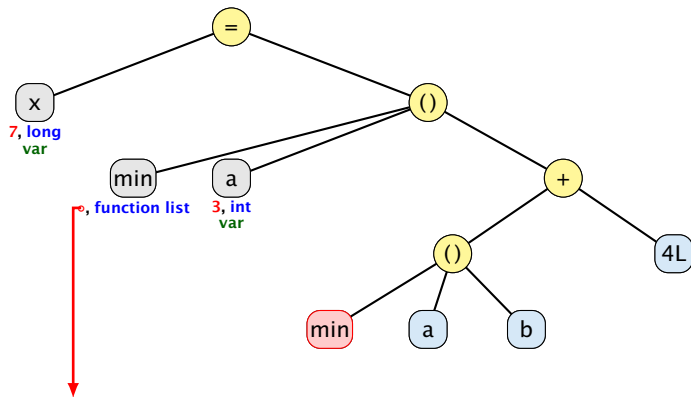 =
x
7, long
var
()
min
, function list
a
3, int
var
+
()
4L
min
a
b